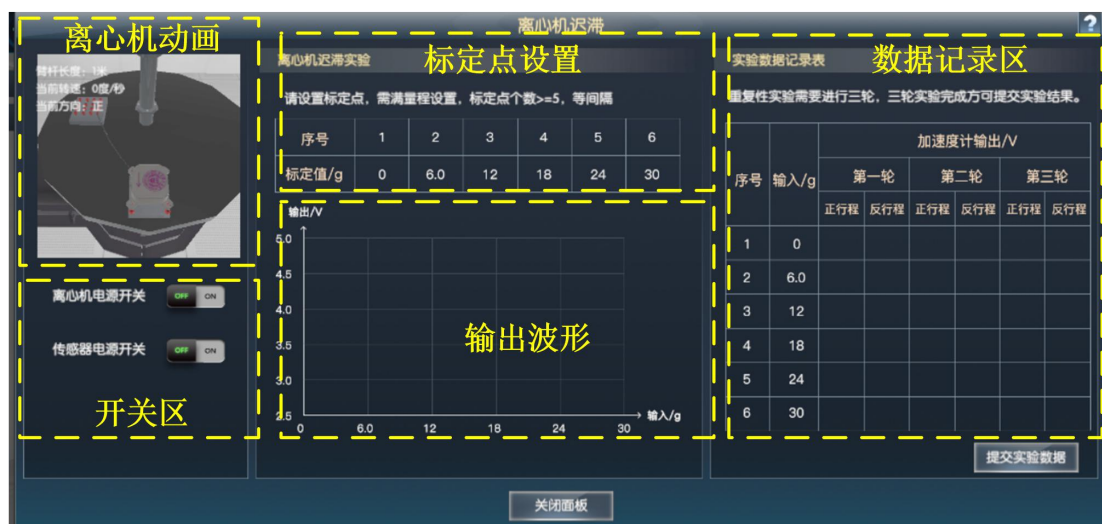 离心机迟滞
?
离心机动画
臂杆长度：1米
当前转速：0度/秒
当前方向：正
离心机电源开关 OFF ON
传感器电源开关 OFF ON
开关区
离心机迟滞实验
标定点设置
请设置标定点，需满量程设置，标定点个数>=5，等间隔
序号 1 2 3 4 5 6
标定值/g 0 6.0 12 18 24 30
输出/V
5.0
4.5
4.0
3.5
3.0
2.5
0 6.0 12 18 24 30
输入/g
输出波形
实验数据记录表
数据记录区
重复性实验需要进行三轮，三轮实验完成方可提交实验结果。
序号 输入/g 加速度计输出/V
第一轮 第二轮 第三轮
正行程 反行程 正行程 反行程 正行程 反行程
1 0
2 6.0
3 12
4 18
5 24
6 30
提交实验数据
关闭面板